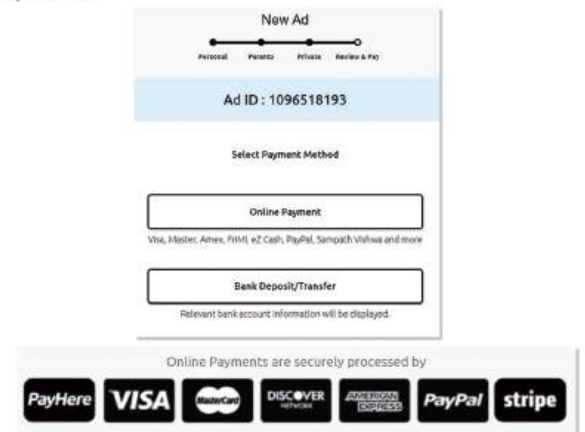 New Ad
Personal Parents Private Review & Pay
Ad ID : 1096518193
Select Payment Method
Online Payment
Visa, Master, Amex, FriMi, eZ Cash, PayPal, Sampath Vishwa and more
Bank Deposit/Transfer
Relevant bank account information will be displayed.
Online Payments are securely processed by
PayHere VISA MasterCard DISCOVER NETWORK AMERICAN EXPRESS PayPal stripe